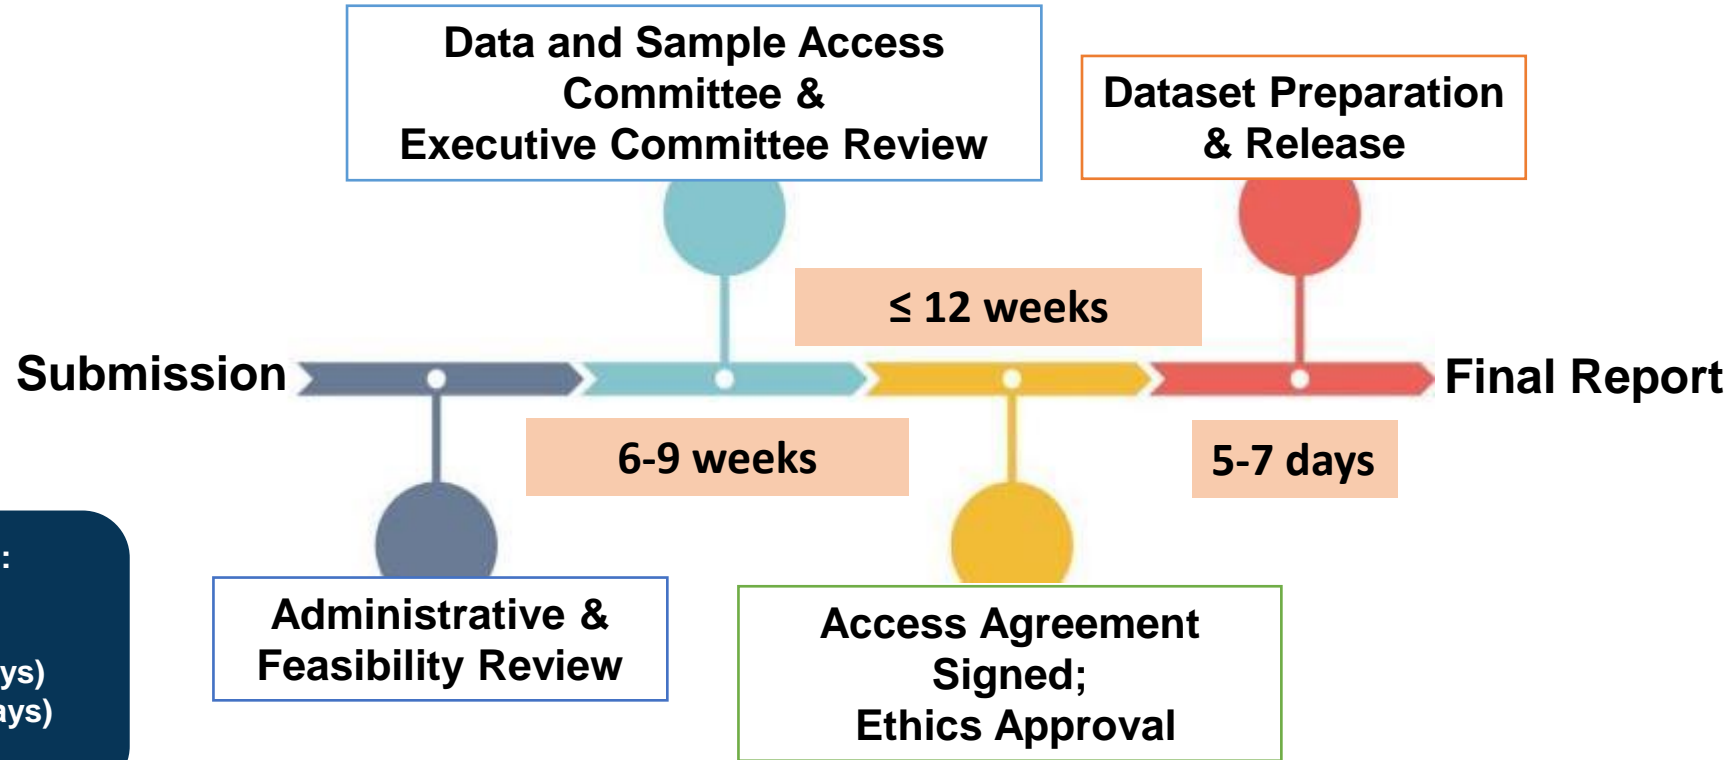 Data and Sample Access
Committee &
Executive Committee Review
Dataset Preparation
& Release
≤ 12 weeks
Submission
Final Report
6-9 weeks
5-7 days
:
Administrative &
Feasibility Review
Access Agreement
Signed;
Ethics Approval